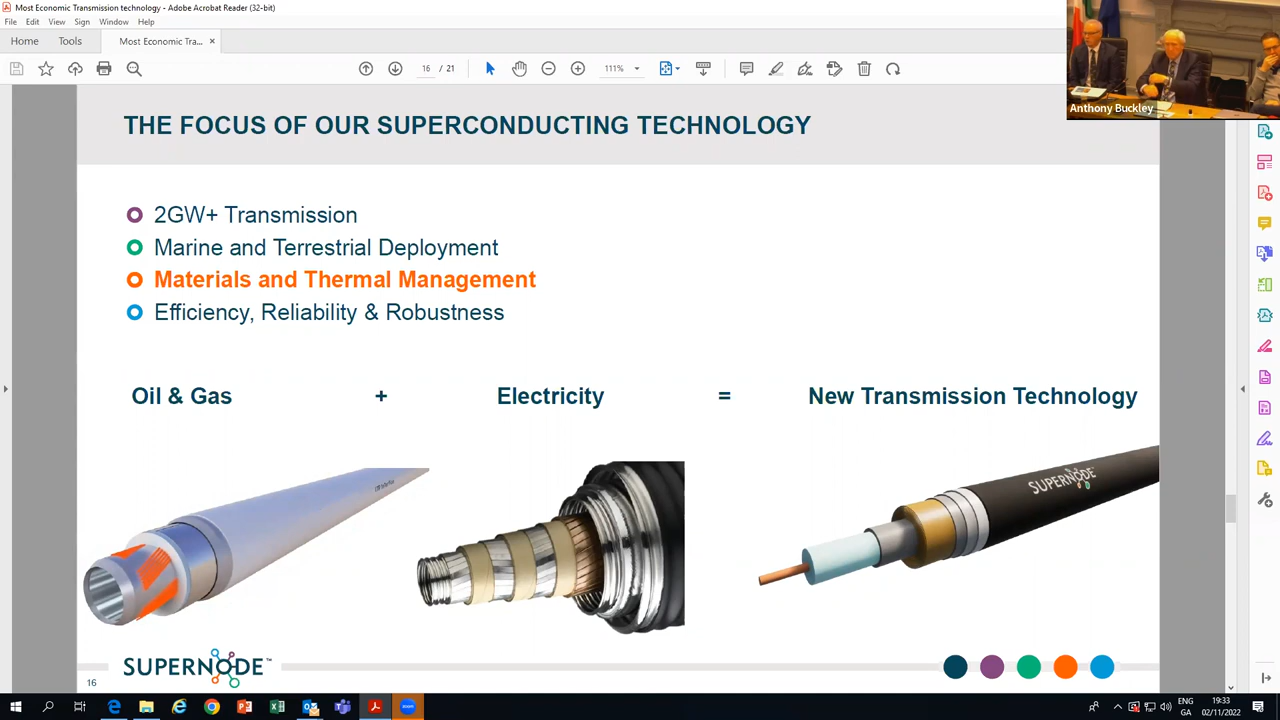 Most Economic Transmission technology - Adobe Acrobat Reader (32-bit)
File Edit View Sign Window Help
Home Tools Most Economic Tra... ×
16 / 21 111%
Anthony Buckley
THE FOCUS OF OUR SUPERCONDUCTING TECHNOLOGY
2GW+ Transmission
Marine and Terrestrial Deployment
Materials and Thermal Management
Efficiency, Reliability & Robustness
Oil & Gas + Electricity = New Transmission Technology
SUPERNODE
SUPERNODE™
16
ENG 19:33
GA 02/11/2022